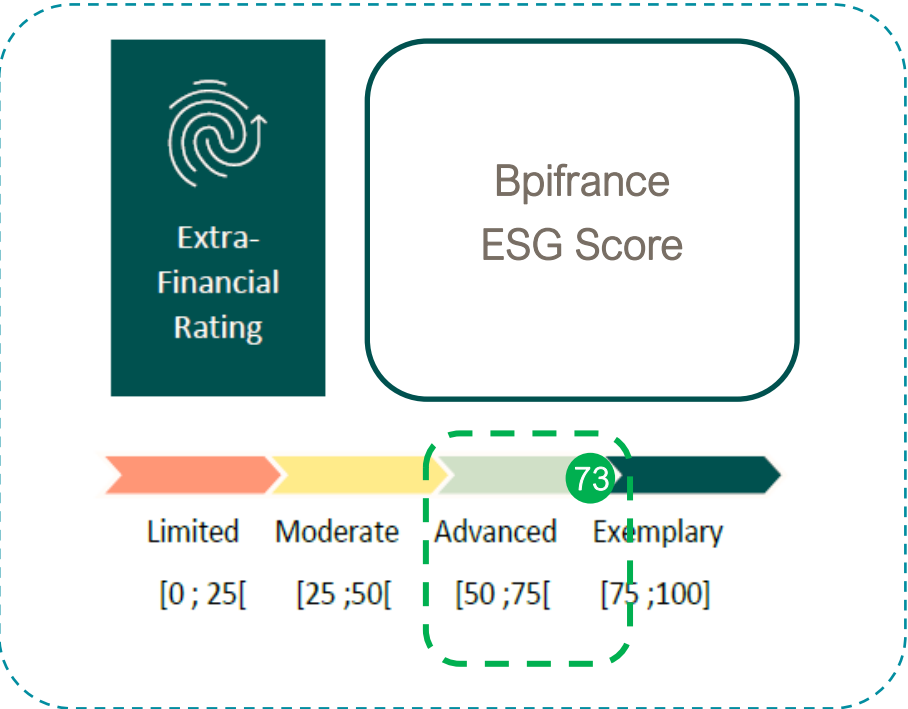 Extra-
Financial
Rating
Bpifrance
ESG Score
73
Limited Moderate Advanced Exemplary
[0 ; 25[ [25 ;50[ [50 ;75[ [75 ;100]